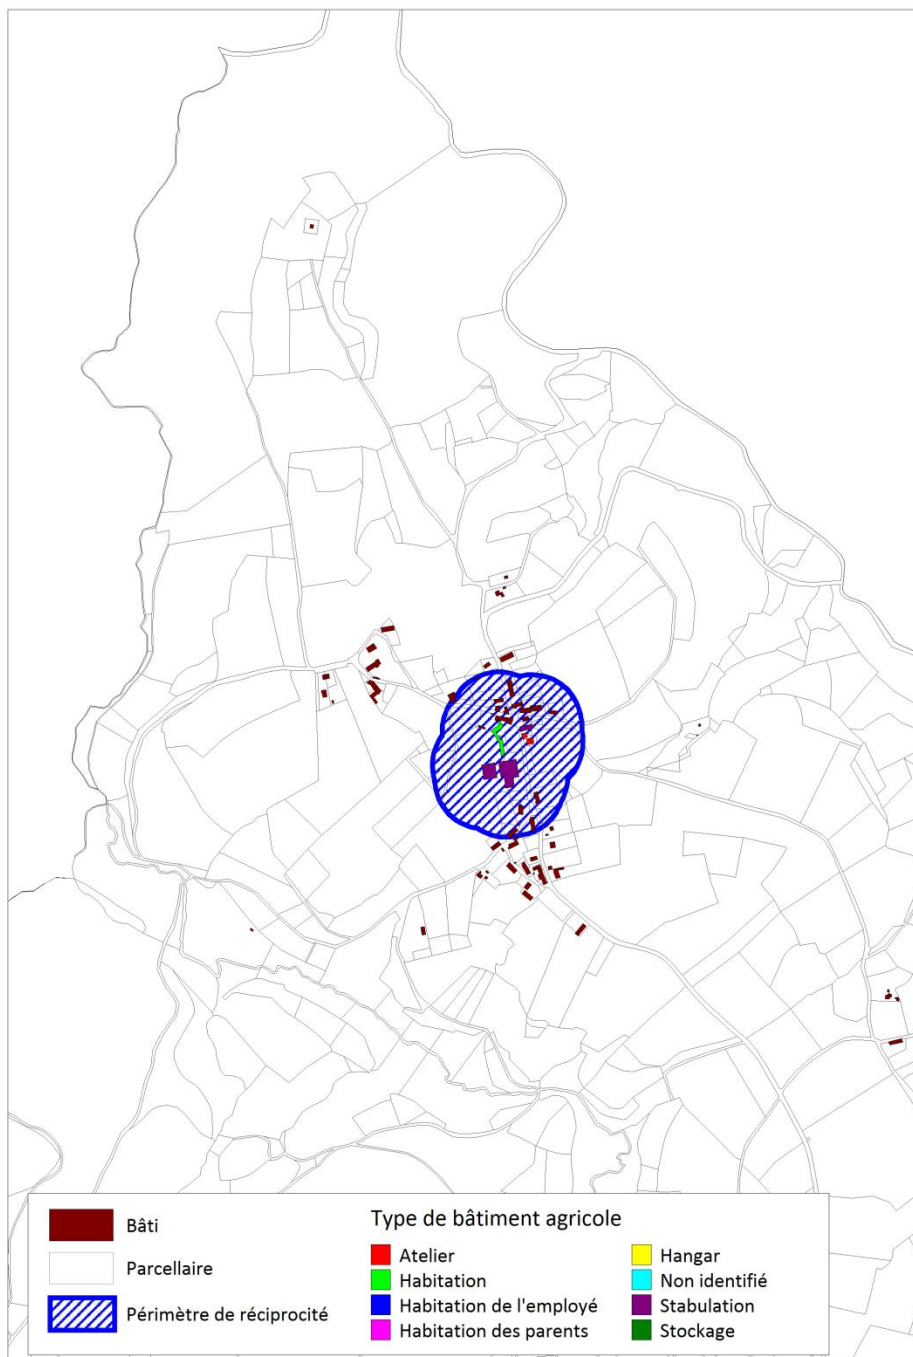 Bâti
Parcellaire
Périmètre de réciprocité
Type de bâtiment agricole
Atelier
Habitation
Habitation de l'employé
Habitation des parents
Hangar
Non identifié
Stabulation
Stockage